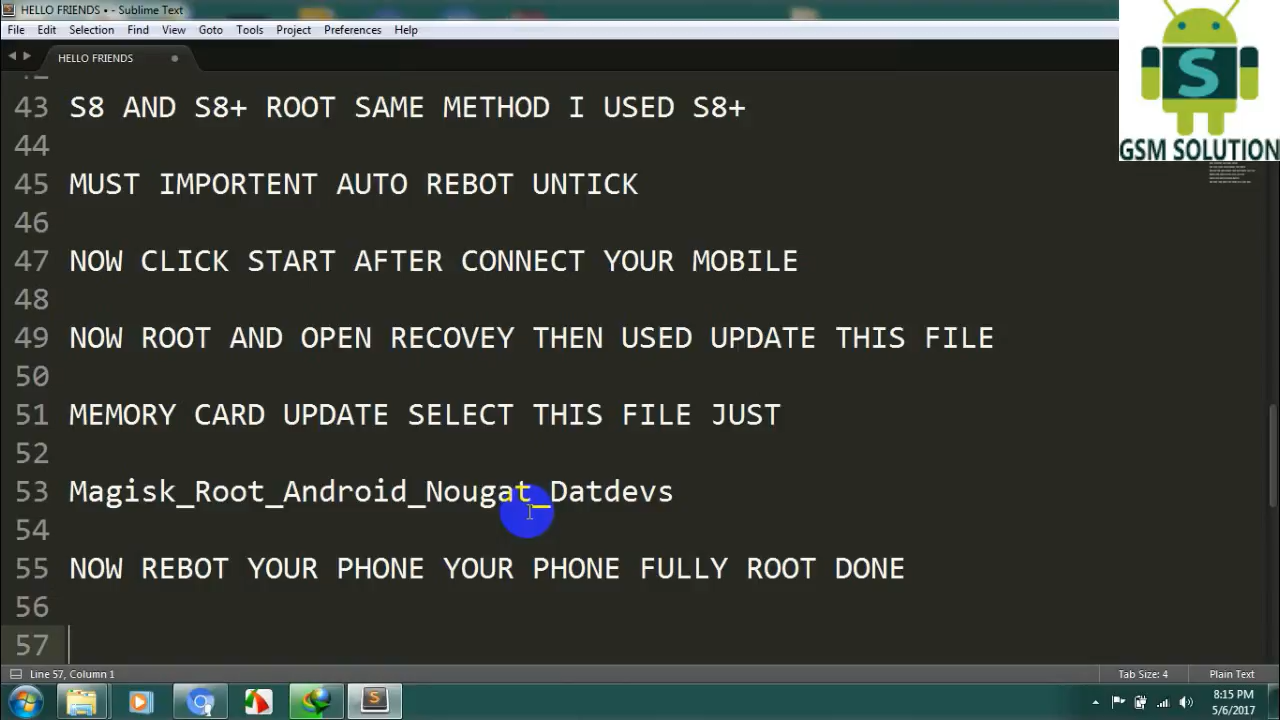 HELLO FRIENDS • - Sublime Text
File Edit Selection Find View Goto Tools Project Preferences Help
HELLO FRIENDS
S
GSM SOLUTION
43 S8 AND S8+ ROOT SAME METHOD I USED S8+
44
45 MUST IMPORTENT AUTO REBOT UNTICK
46
47 NOW CLICK START AFTER CONNECT YOUR MOBILE
48
49 NOW ROOT AND OPEN RECOVEY THEN USED UPDATE THIS FILE
50
51 MEMORY CARD UPDATE SELECT THIS FILE JUST
52
53 Magisk_Root_Android_Nougat_Datdevs
54
55 NOW REBOT YOUR PHONE YOUR PHONE FULLY ROOT DONE
56
57
Line 57, Column 1 Tab Size: 4 Plain Text
S
8:15 PM
5/6/2017